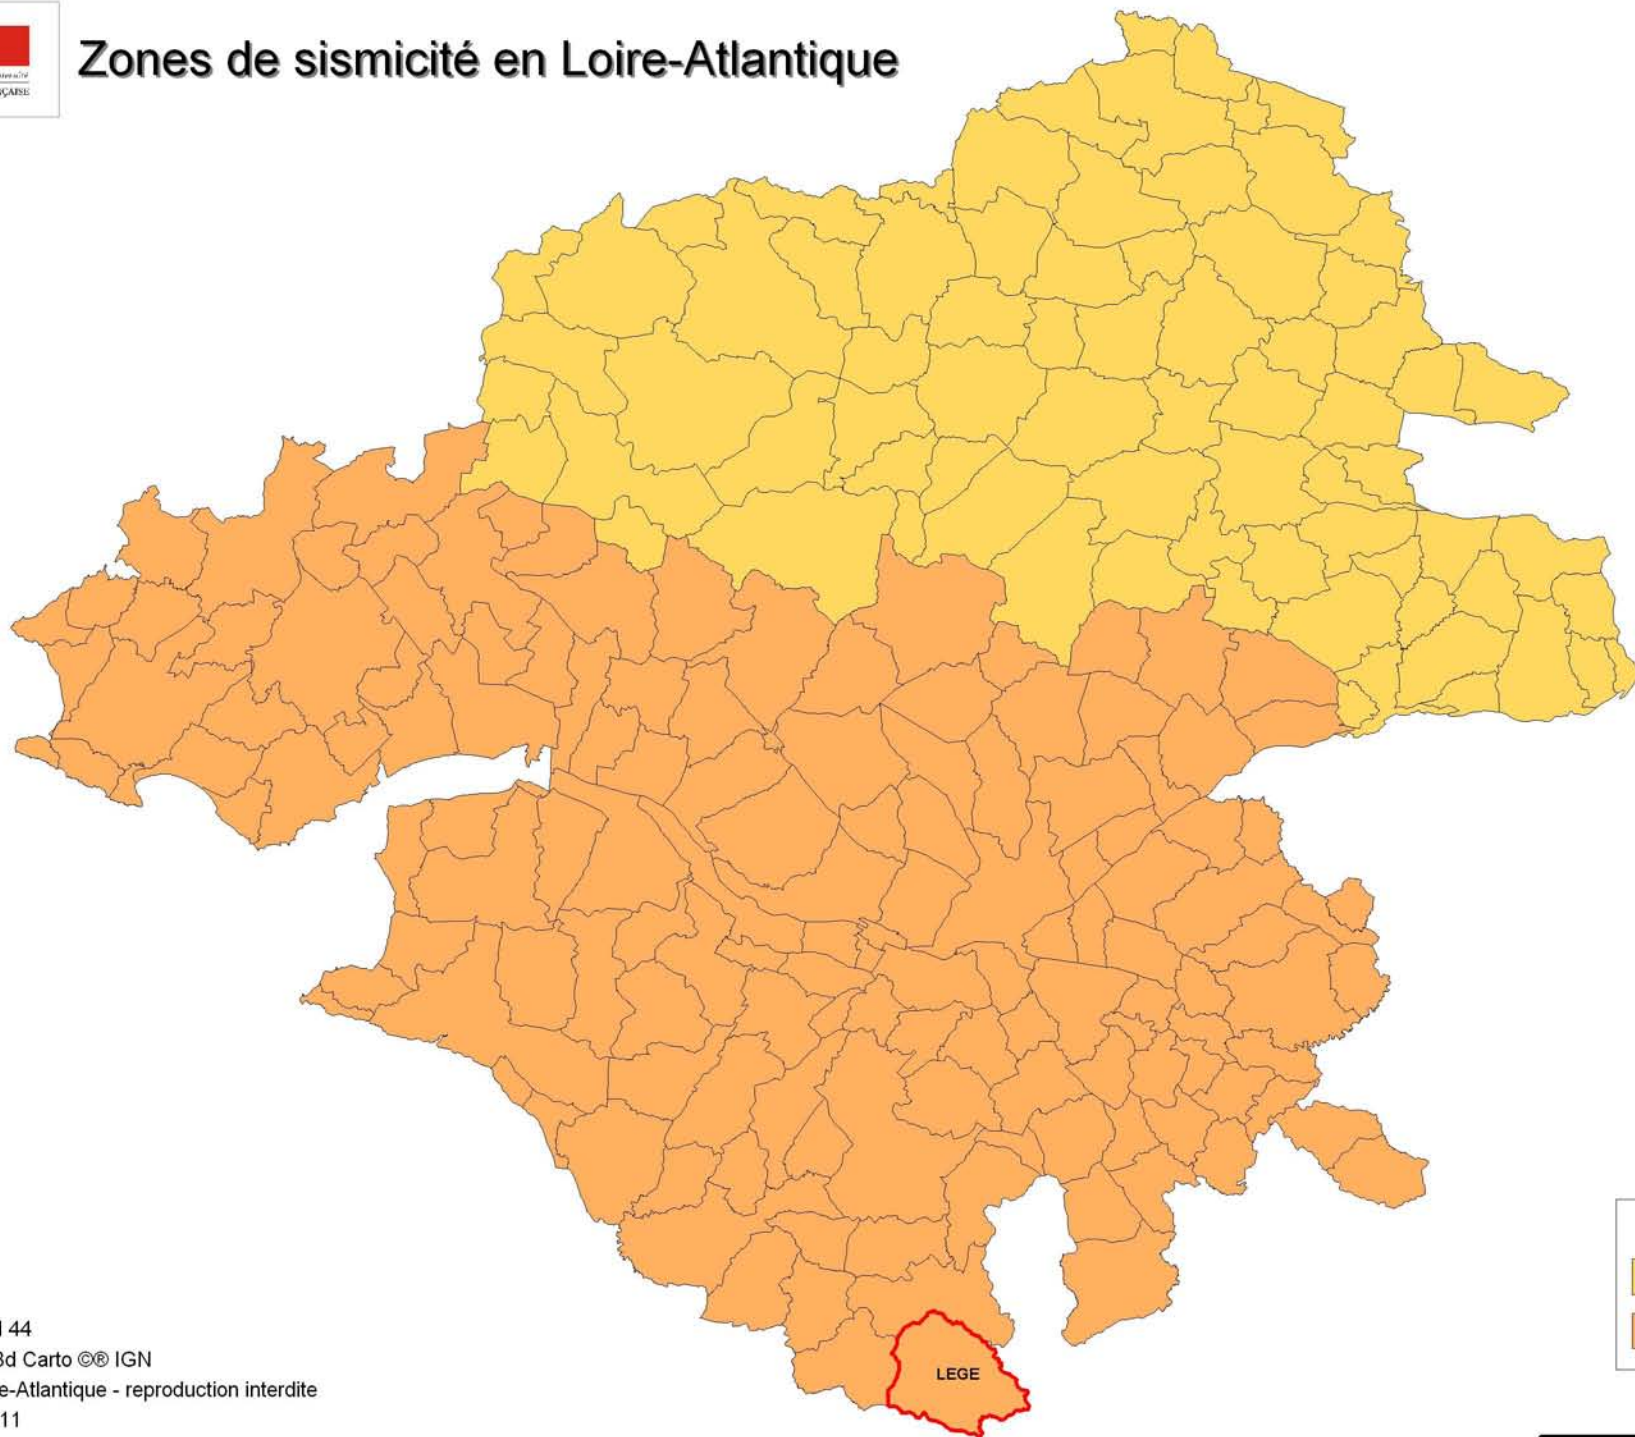 Zones de sismicité en Loire-Atlantique
LEGE
44
3d Carto ©® IGN
e-Atlantique - reproduction interdite
11